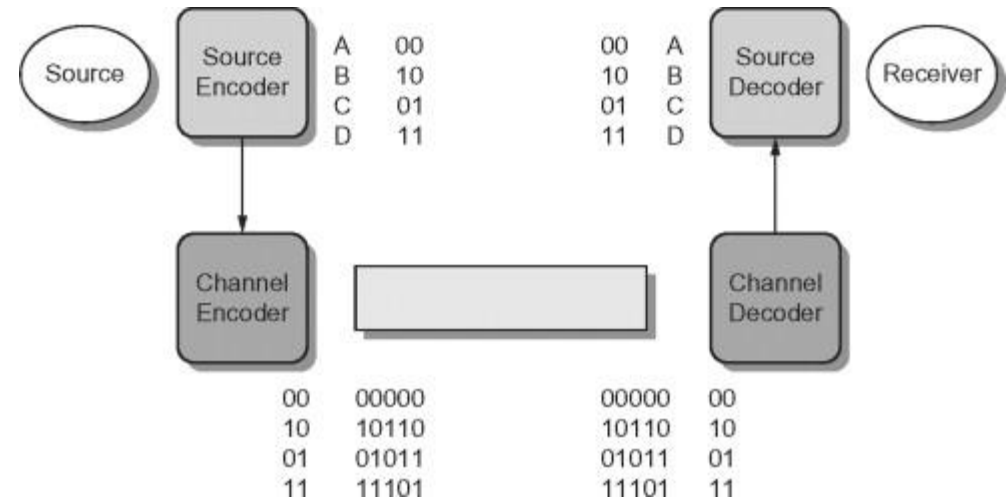 Source
Source
Encoder
A 00
B 10
C 01
D 11
00 A
10 B
01 C
11 D
Source
Decoder
Receiver
Channel
Encoder
Channel
Decoder
00 00000
10 10110
01 01011
11 11101
00000 00
10110 10
01011 01
11101 11